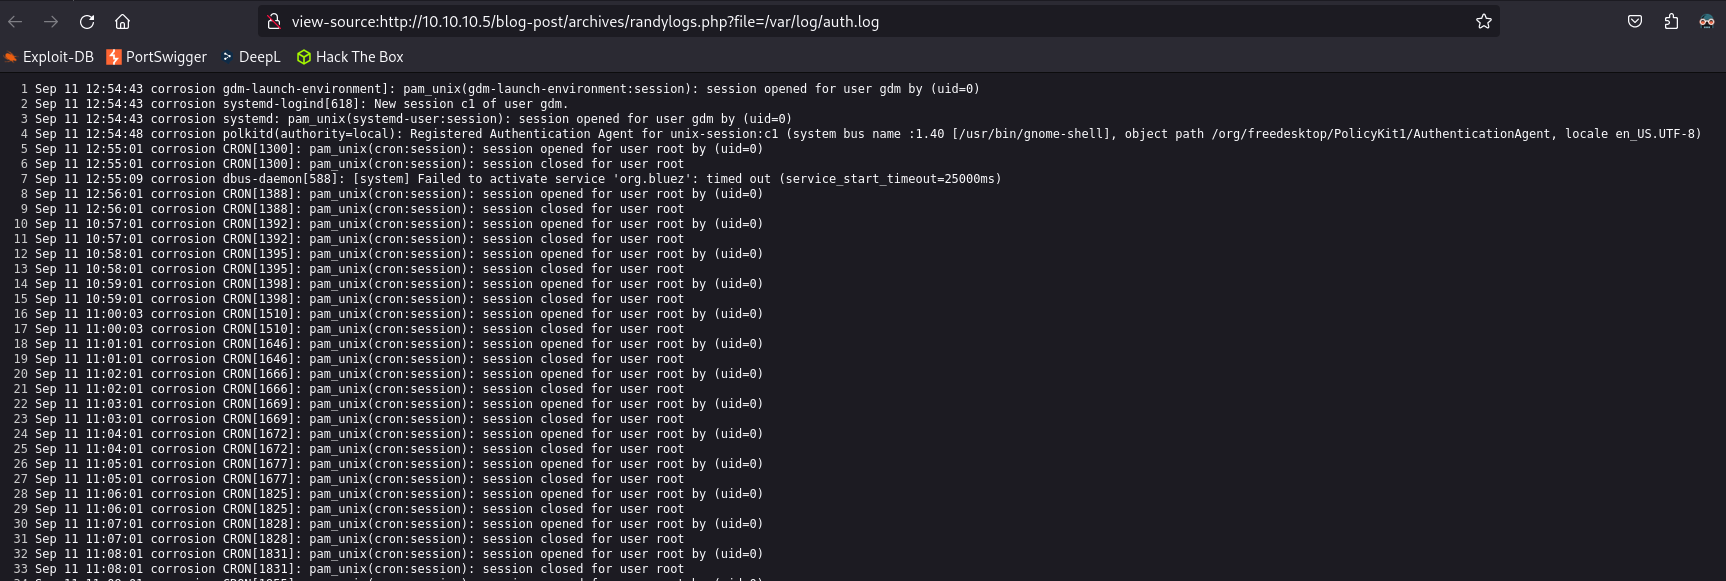 view-source:http://10.10.10.5/blog-post/archives/randylogs.php?file=/var/log/auth.log
Exploit-DB PortSwigger DeepL Hack The Box
1 Sep 11 12:54:43 corrosion gdm-launch-environment]: pam_unix(gdm-launch-environment:session): session opened for user gdm by (uid=0)
2 Sep 11 12:54:43 corrosion systemd-logind[618]: New session c1 of user gdm.
3 Sep 11 12:54:43 corrosion systemd: pam_unix(systemd-user:session): session opened for user gdm by (uid=0)
4 Sep 11 12:54:48 corrosion polkitd(authority=local): Registered Authentication Agent for unix-session:c1 (system bus name :1.40 [/usr/bin/gnome-shell], object path /org/freedesktop/PolicyKit1/AuthenticationAgent, locale en_US.UTF-8)
5 Sep 11 12:55:01 corrosion CRON[1300]: pam_unix(cron:session): session opened for user root by (uid=0)
6 Sep 11 12:55:01 corrosion CRON[1300]: pam_unix(cron:session): session closed for user root
7 Sep 11 12:55:09 corrosion dbus-daemon[588]: [system] Failed to activate service 'org.bluez': timed out (service_start_timeout=25000ms)
8 Sep 11 12:56:01 corrosion CRON[1388]: pam_unix(cron:session): session opened for user root by (uid=0)
9 Sep 11 12:56:01 corrosion CRON[1388]: pam_unix(cron:session): session closed for user root
10 Sep 11 10:57:01 corrosion CRON[1392]: pam_unix(cron:session): session opened for user root by (uid=0)
11 Sep 11 10:57:01 corrosion CRON[1392]: pam_unix(cron:session): session closed for user root
12 Sep 11 10:58:01 corrosion CRON[1395]: pam_unix(cron:session): session opened for user root by (uid=0)
13 Sep 11 10:58:01 corrosion CRON[1395]: pam_unix(cron:session): session closed for user root
14 Sep 11 10:59:01 corrosion CRON[1398]: pam_unix(cron:session): session opened for user root by (uid=0)
15 Sep 11 10:59:01 corrosion CRON[1398]: pam_unix(cron:session): session closed for user root
16 Sep 11 11:00:03 corrosion CRON[1510]: pam_unix(cron:session): session opened for user root by (uid=0)
17 Sep 11 11:00:03 corrosion CRON[1510]: pam_unix(cron:session): session closed for user root
18 Sep 11 11:01:01 corrosion CRON[1646]: pam_unix(cron:session): session opened for user root by (uid=0)
19 Sep 11 11:01:01 corrosion CRON[1646]: pam_unix(cron:session): session closed for user root
20 Sep 11 11:02:01 corrosion CRON[1666]: pam_unix(cron:session): session opened for user root by (uid=0)
21 Sep 11 11:02:01 corrosion CRON[1666]: pam_unix(cron:session): session closed for user root
22 Sep 11 11:03:01 corrosion CRON[1669]: pam_unix(cron:session): session opened for user root by (uid=0)
23 Sep 11 11:03:01 corrosion CRON[1669]: pam_unix(cron:session): session closed for user root
24 Sep 11 11:04:01 corrosion CRON[1672]: pam_unix(cron:session): session opened for user root by (uid=0)
25 Sep 11 11:04:01 corrosion CRON[1672]: pam_unix(cron:session): session closed for user root
26 Sep 11 11:05:01 corrosion CRON[1677]: pam_unix(cron:session): session opened for user root by (uid=0)
27 Sep 11 11:05:01 corrosion CRON[1677]: pam_unix(cron:session): session closed for user root
28 Sep 11 11:06:01 corrosion CRON[1825]: pam_unix(cron:session): session opened for user root by (uid=0)
29 Sep 11 11:06:01 corrosion CRON[1825]: pam_unix(cron:session): session closed for user root
30 Sep 11 11:07:01 corrosion CRON[1828]: pam_unix(cron:session): session opened for user root by (uid=0)
31 Sep 11 11:07:01 corrosion CRON[1828]: pam_unix(cron:session): session closed for user root
32 Sep 11 11:08:01 corrosion CRON[1831]: pam_unix(cron:session): session opened for user root by (uid=0)
33 Sep 11 11:08:01 corrosion CRON[1831]: pam_unix(cron:session): session closed for user root